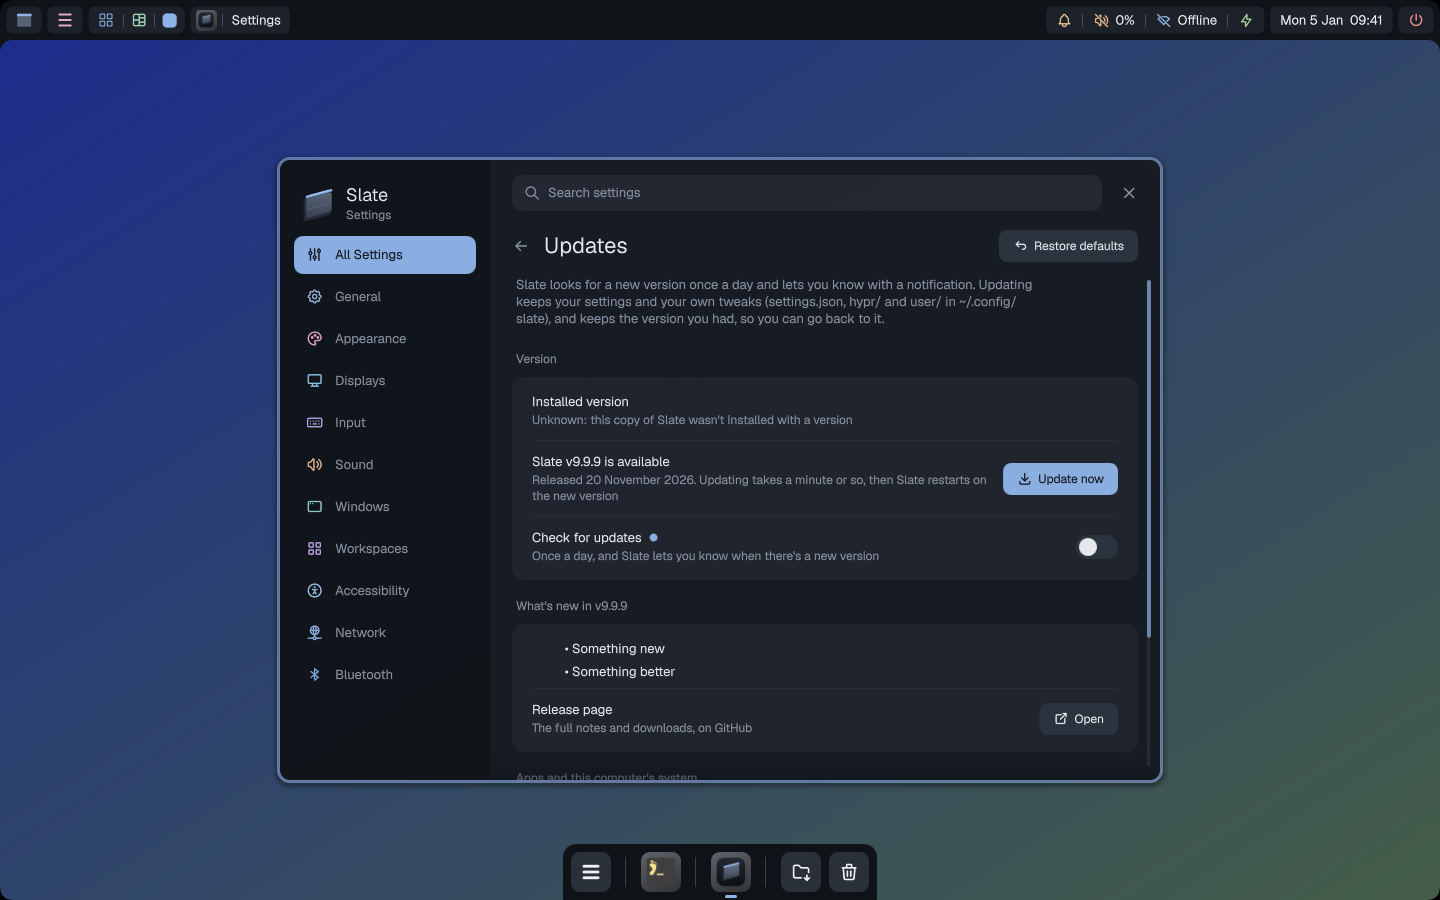 Settings
0%
Offline
Mon 5 Jan 09:41
Slate
Settings
Search settings
All Settings
General
Appearance
Displays
Input
Sound
Windows
Workspaces
Accessibility
Network
Bluetooth
Updates
Restore defaults
Slate looks for a new version once a day and lets you know with a notification. Updating
keeps your settings and your own tweaks (settings.json, hypr/ and user/ in ~/.config/
slate), and keeps the version you had, so you can go back to it.
Version
Installed version
Unknown: this copy of Slate wasn't installed with a version
Slate v9.9.9 is available
Released 20 November 2026. Updating takes a minute or so, then Slate restarts on
the new version
Update now
Check for updates
Once a day, and Slate lets you know when there's a new version
What's new in v9.9.9
• Something new
• Something better
Release page
The full notes and downloads, on GitHub
Open
Apps and this computer's system